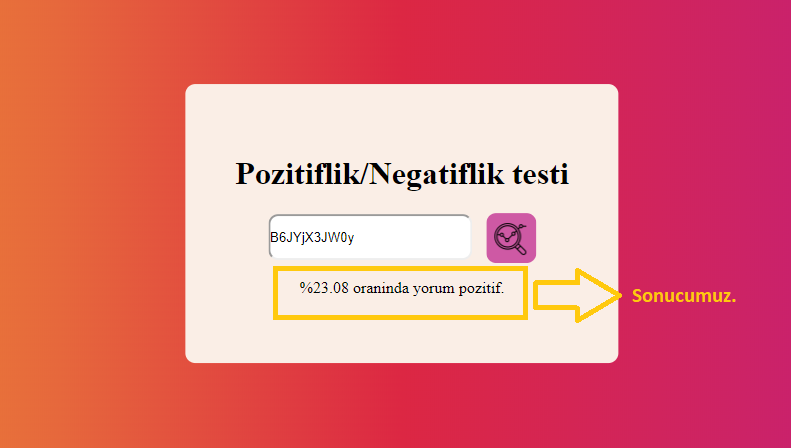 Pozitiflik/Negatiflik testi
B6JYjX3JW0y
%23.08 oraninda yorum pozitif.
Sonucumuz.